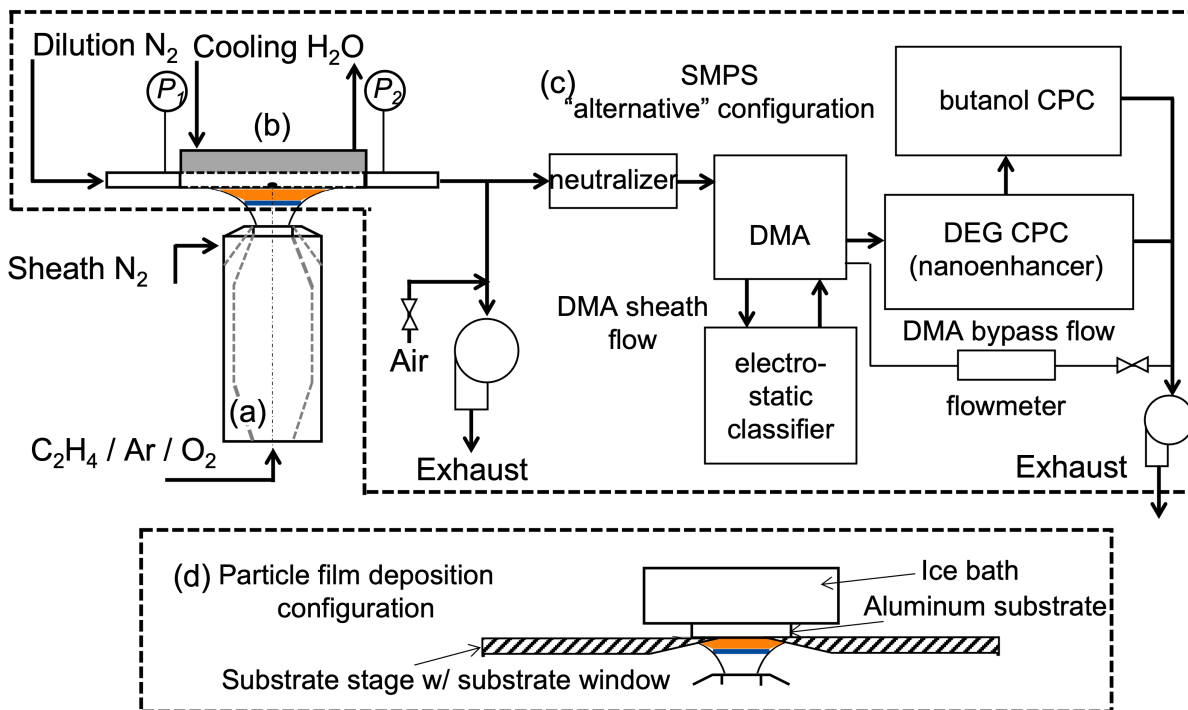 Dilution N₂
Cooling H₂O
P₁
P₂
(b)
(c)
SMPS
“alternative” configuration
butanol CPC
neutralizer
DMA
DEG CPC
(nanoenhancer)
Sheath N₂
DMA sheath
flow
DMA bypass flow
Air
electro-
static
classifier
flowmeter
(a)
C₂H₄ / Ar / O₂
Exhaust
Exhaust
(d) Particle film deposition
configuration
Ice bath
Aluminum substrate
Substrate stage w/ substrate window